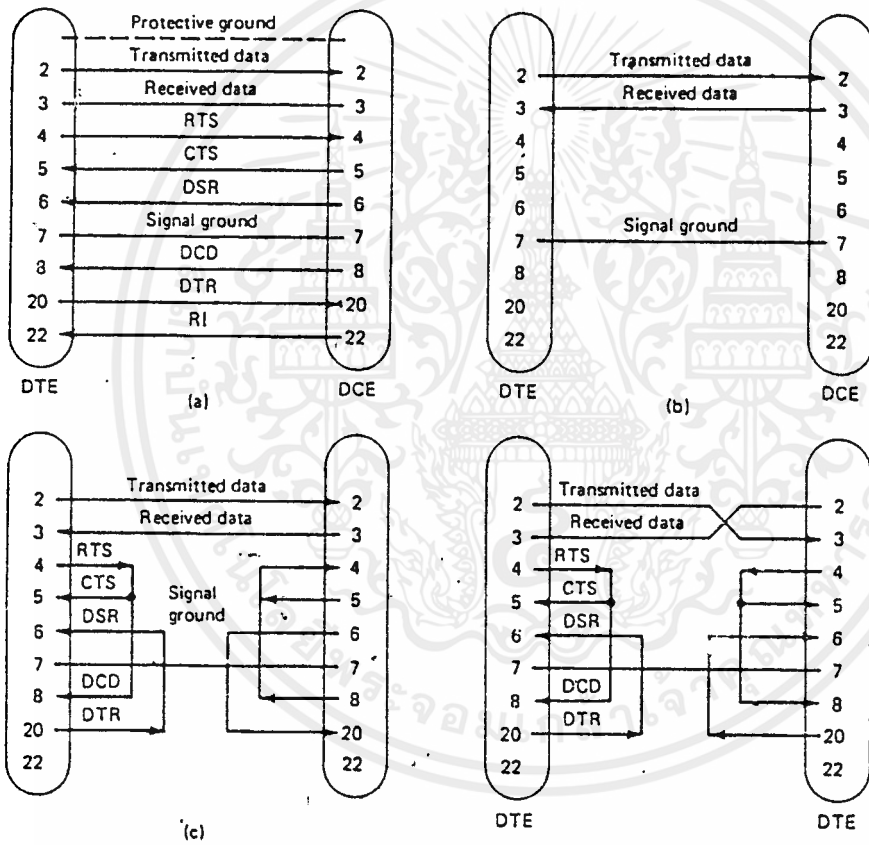 Protective ground
Transmitted data
2 2
Received data
3 3
RTS
4 4
CTS
5 5
DSR
6 6
Signal ground
7 7
DCD
8 8
DTR
20 20
RI
22 22
DTE DCE
(a)
Transmitted data
2 2
Received data
3 3
4 4
5 5
6 6
Signal ground
7 7
8 8
20 20
22 22
DTE DCE
(b)
Transmitted data
2 2
Received data
3 3
RTS
4 4
CTS
5 5
Signal
ground
DSR
6 6
7 7
DCD
8 8
DTR
20 20
22 22
(c)
Transmitted data
2 2
Received data
3 3
RTS
4 4
CTS
5 5
DSR
6 6
7 7
DCD
8 8
DTR
20 20
22 22
DTE DTE